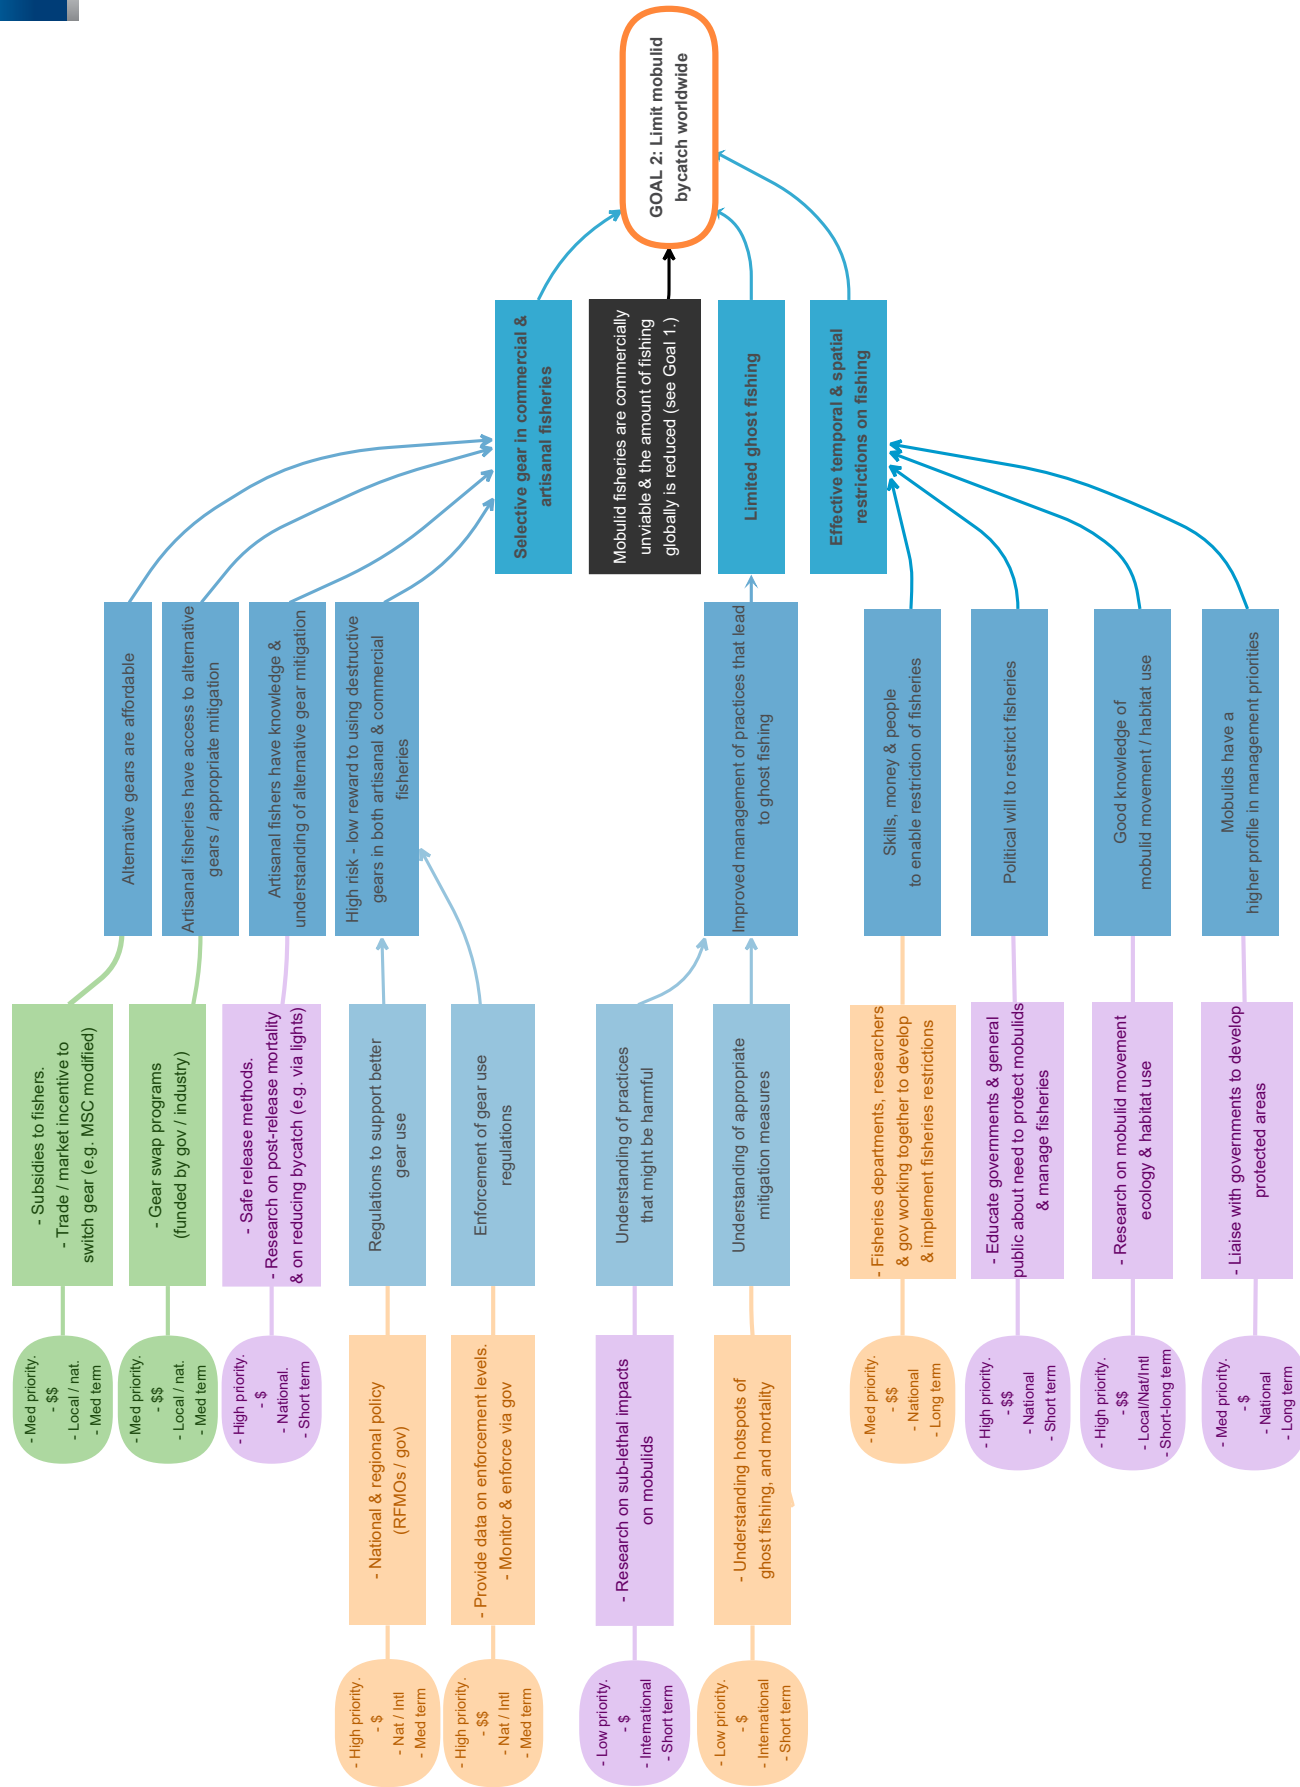 GOAL 2: Limit mobulid
bycatch worldwide
Selective gear in commercial &
artisanal fisheries
Mobulid fisheries are commercially
unviable & the amount of fishing
globally is reduced (see Goal 1.)
Limited ghost fishing
Effective temporal & spatial
restrictions on fishing
Alternative gears are affordable
Artisanal fisheries have access to alternative
gears / appropriate mitigation
Artisanal fishers have knowledge &
understanding of alternative gear mitigation
High risk - low reward to using destructive
gears in both artisanal & commercial
fisheries
Improved management of practices that lead
to ghost fishing
Skills, money & people
to enable restriction of fisheries
Political will to restrict fisheries
Good knowledge of
mobulid movement / habitat use
Mobulids have a
higher profile in management priorities
- Subsidies to fishers.
- Trade / market incentive to
switch gear (e.g. MSC modified)
- Gear swap programs
(funded by gov / industry)
- Safe release methods.
- Research on post-release mortality
& on reducing bycatch (e.g. via lights)
Regulations to support better
gear use
Enforcement of gear use
regulations
Understanding of practices
that might be harmful
Understanding of appropriate
mitigation measures
- Fisheries departments, researchers
& gov working together to develop
& implement fisheries restrictions
- Educate governments & general
public about need to protect mobulids
& manage fisheries
- Research on mobulid movement
ecology & habitat use
- Liaise with governments to develop
protected areas
- Med priority.
- $$
- Local / nat.
- Med term
- Med priority.
- $$
- Local / nat.
- Med term
- High priority.
- $
- National.
- Short term
- National & regional policy
(RFMOs / gov)
- Provide data on enforcement levels.
- Monitor & enforce via gov
- Research on sub-lethal impacts
on mobulids
- Understanding hotspots of
ghost fishing, and mortality
- Med priority.
- $$
- National
- Long term
- High priority.
- $$
- National
- Short term
- High priority.
- $$
- Local/Nat/Intl
- Short-long term
- Med priority.
- $
- National
- Long term
- High priority.
- $
- Nat / Intl
- Med term
- High priority.
- $$
- Nat / Intl
- Med term
- Low priority.
- $
- International
- Short term
- Low priority.
- $
- International
- Short term